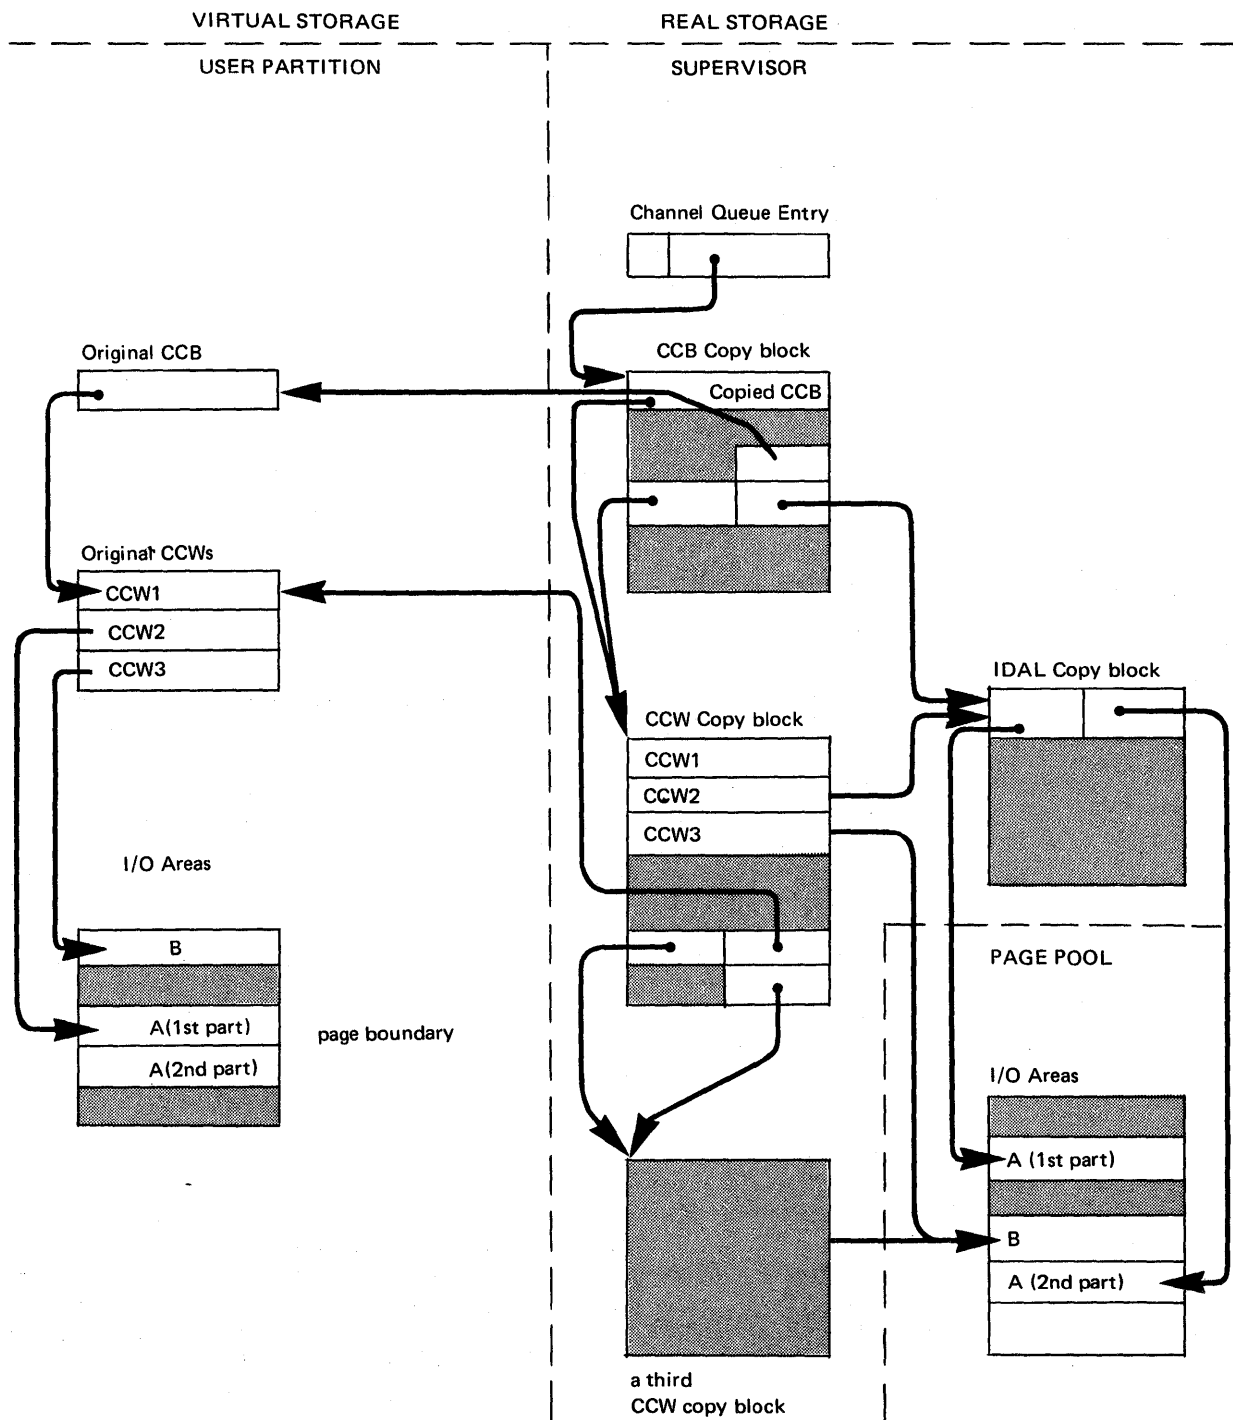 VIRTUAL STORAGE
REAL STORAGE
USER PARTITION
SUPERVISOR
Channel Queue Entry
Original CCB
CCB Copy block
Copied CCB
Original CCWs
CCW1
CCW2
CCW3
IDAL Copy block
CCW Copy block
CCW1
CCW2
CCW3
I/O Areas
B
A(1st part)
A(2nd part)
page boundary
PAGE POOL
I/O Areas
A (1st part)
B
A (2nd part)
a third
CCW copy block